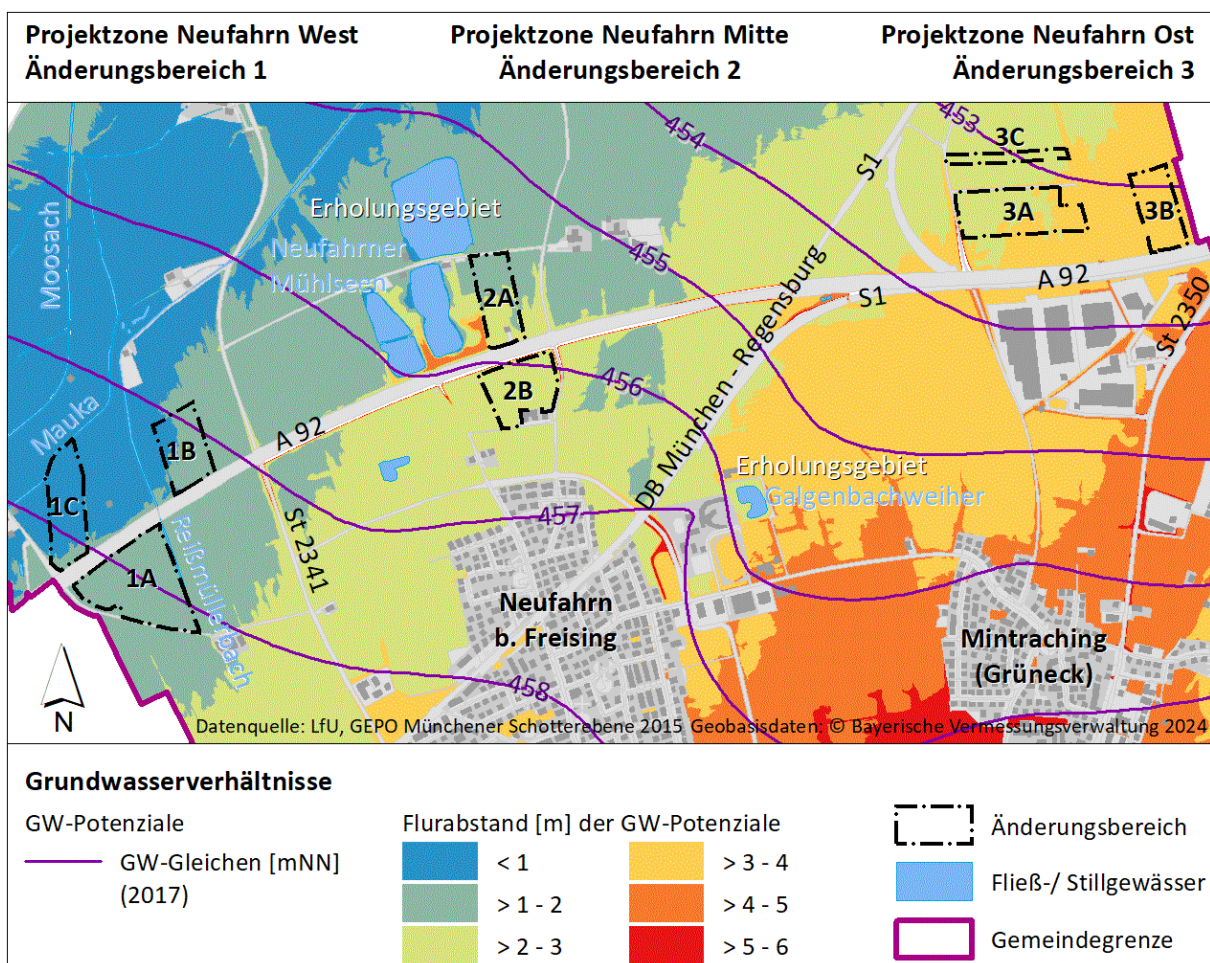 Projektzone Neufahrn West
Änderungsbereich 1
Projektzone Neufahrn Mitte
Änderungsbereich 2
Projektzone Neufahrn Ost
Änderungsbereich 3
454
453
3C
S1
3A
3B
Erholungsgebiet
Neufahrner
Mühlseen
Moosach
455
2A
A 92
S1
St 2350
DB München - Regensburg
456
2B
Mauka
1B
A 92
1C
Erholungsgebiet
Galgenbachweiher
457
St 2341
Reißmüllerbach
1A
Neufahrn
b. Freising
Mintraching
(Grüneck)
458
N
Datenquelle: LfU, GEPO Münchener Schotterebene 2015 Geobasisdaten: © Bayerische Vermessungsverwaltung 2024
Grundwasserverhältnisse
GW-Potenziale
GW-Gleichen [mNN]
(2017)
Flurabstand [m] der GW-Potenziale
< 1
> 1 - 2
> 2 - 3
> 3 - 4
> 4 - 5
> 5 - 6
Änderungsbereich
Fließ-/ Stillgewässer
Gemeindegrenze